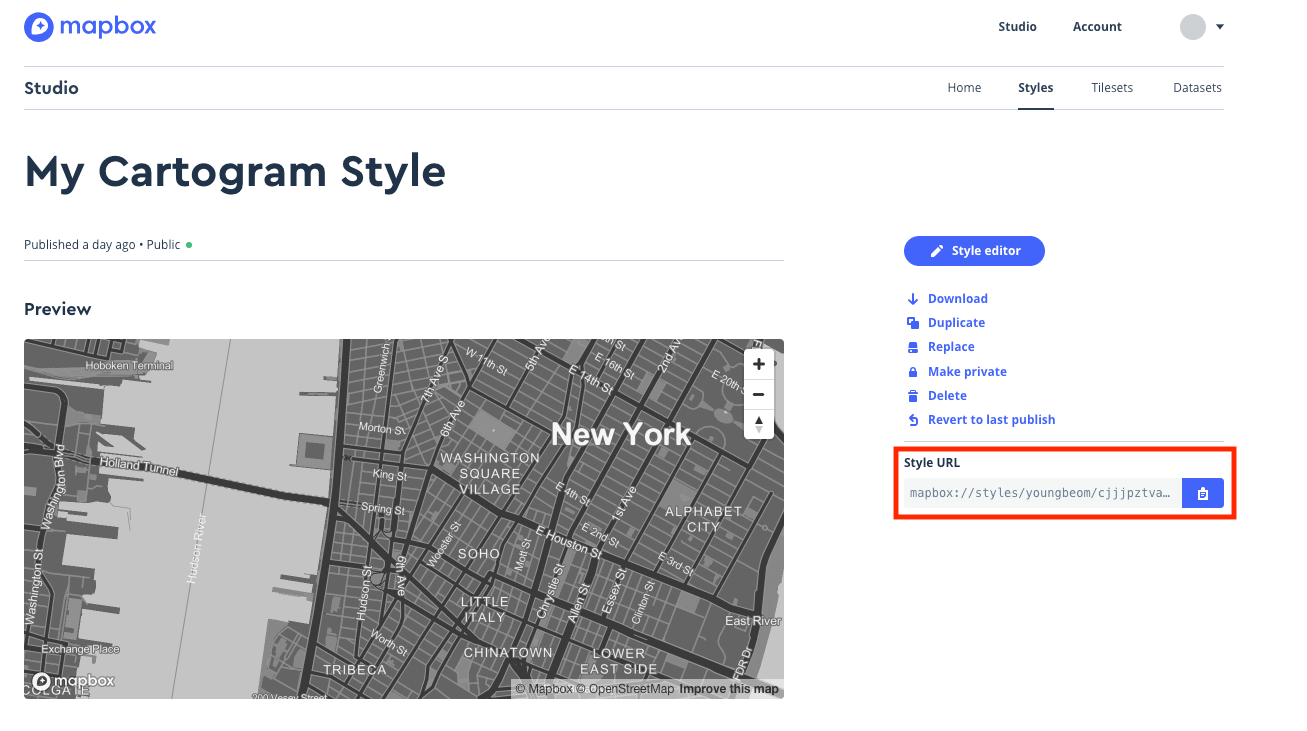 mapbox
Studio
Account
Studio
Home
Styles
Tilesets
Datasets
My Cartogram Style
Published a day ago • Public
Style editor
Preview
Download
Duplicate
Replace
Make private
Delete
Revert to last publish
Style URL
mapbox://styles/youngbeom/cjjjpztva…
Hoboken Terminal
Greenwich S
7th Ave S
W 11th St
6th Ave
5th Av
E 14th St
E 16th St
2nd Av
E 20th
New York
Morton St
WASHINGTON
SQUARE
VILLAGE
Holland Tunnel
Washington Blvd
King St
Spring St
E 4th St
1st Ave
ALPHABET
CITY
Hudson River
E Houston St
E 2nd St
E 3rd St
Wooster St
SOHO
Mott St
Washington St
Hudson St
6th Ave
Chrystie St
Allen St
Essex St
Clinton St
LITTLE
ITALY
East River
Exchange Place
Worth St
CHINATOWN
LOWER
EAST SIDE
FDR Dr
TRIBECA
mapbox
COLGATE
200 Vesey Street
© Mapbox © OpenStreetMap Improve this map